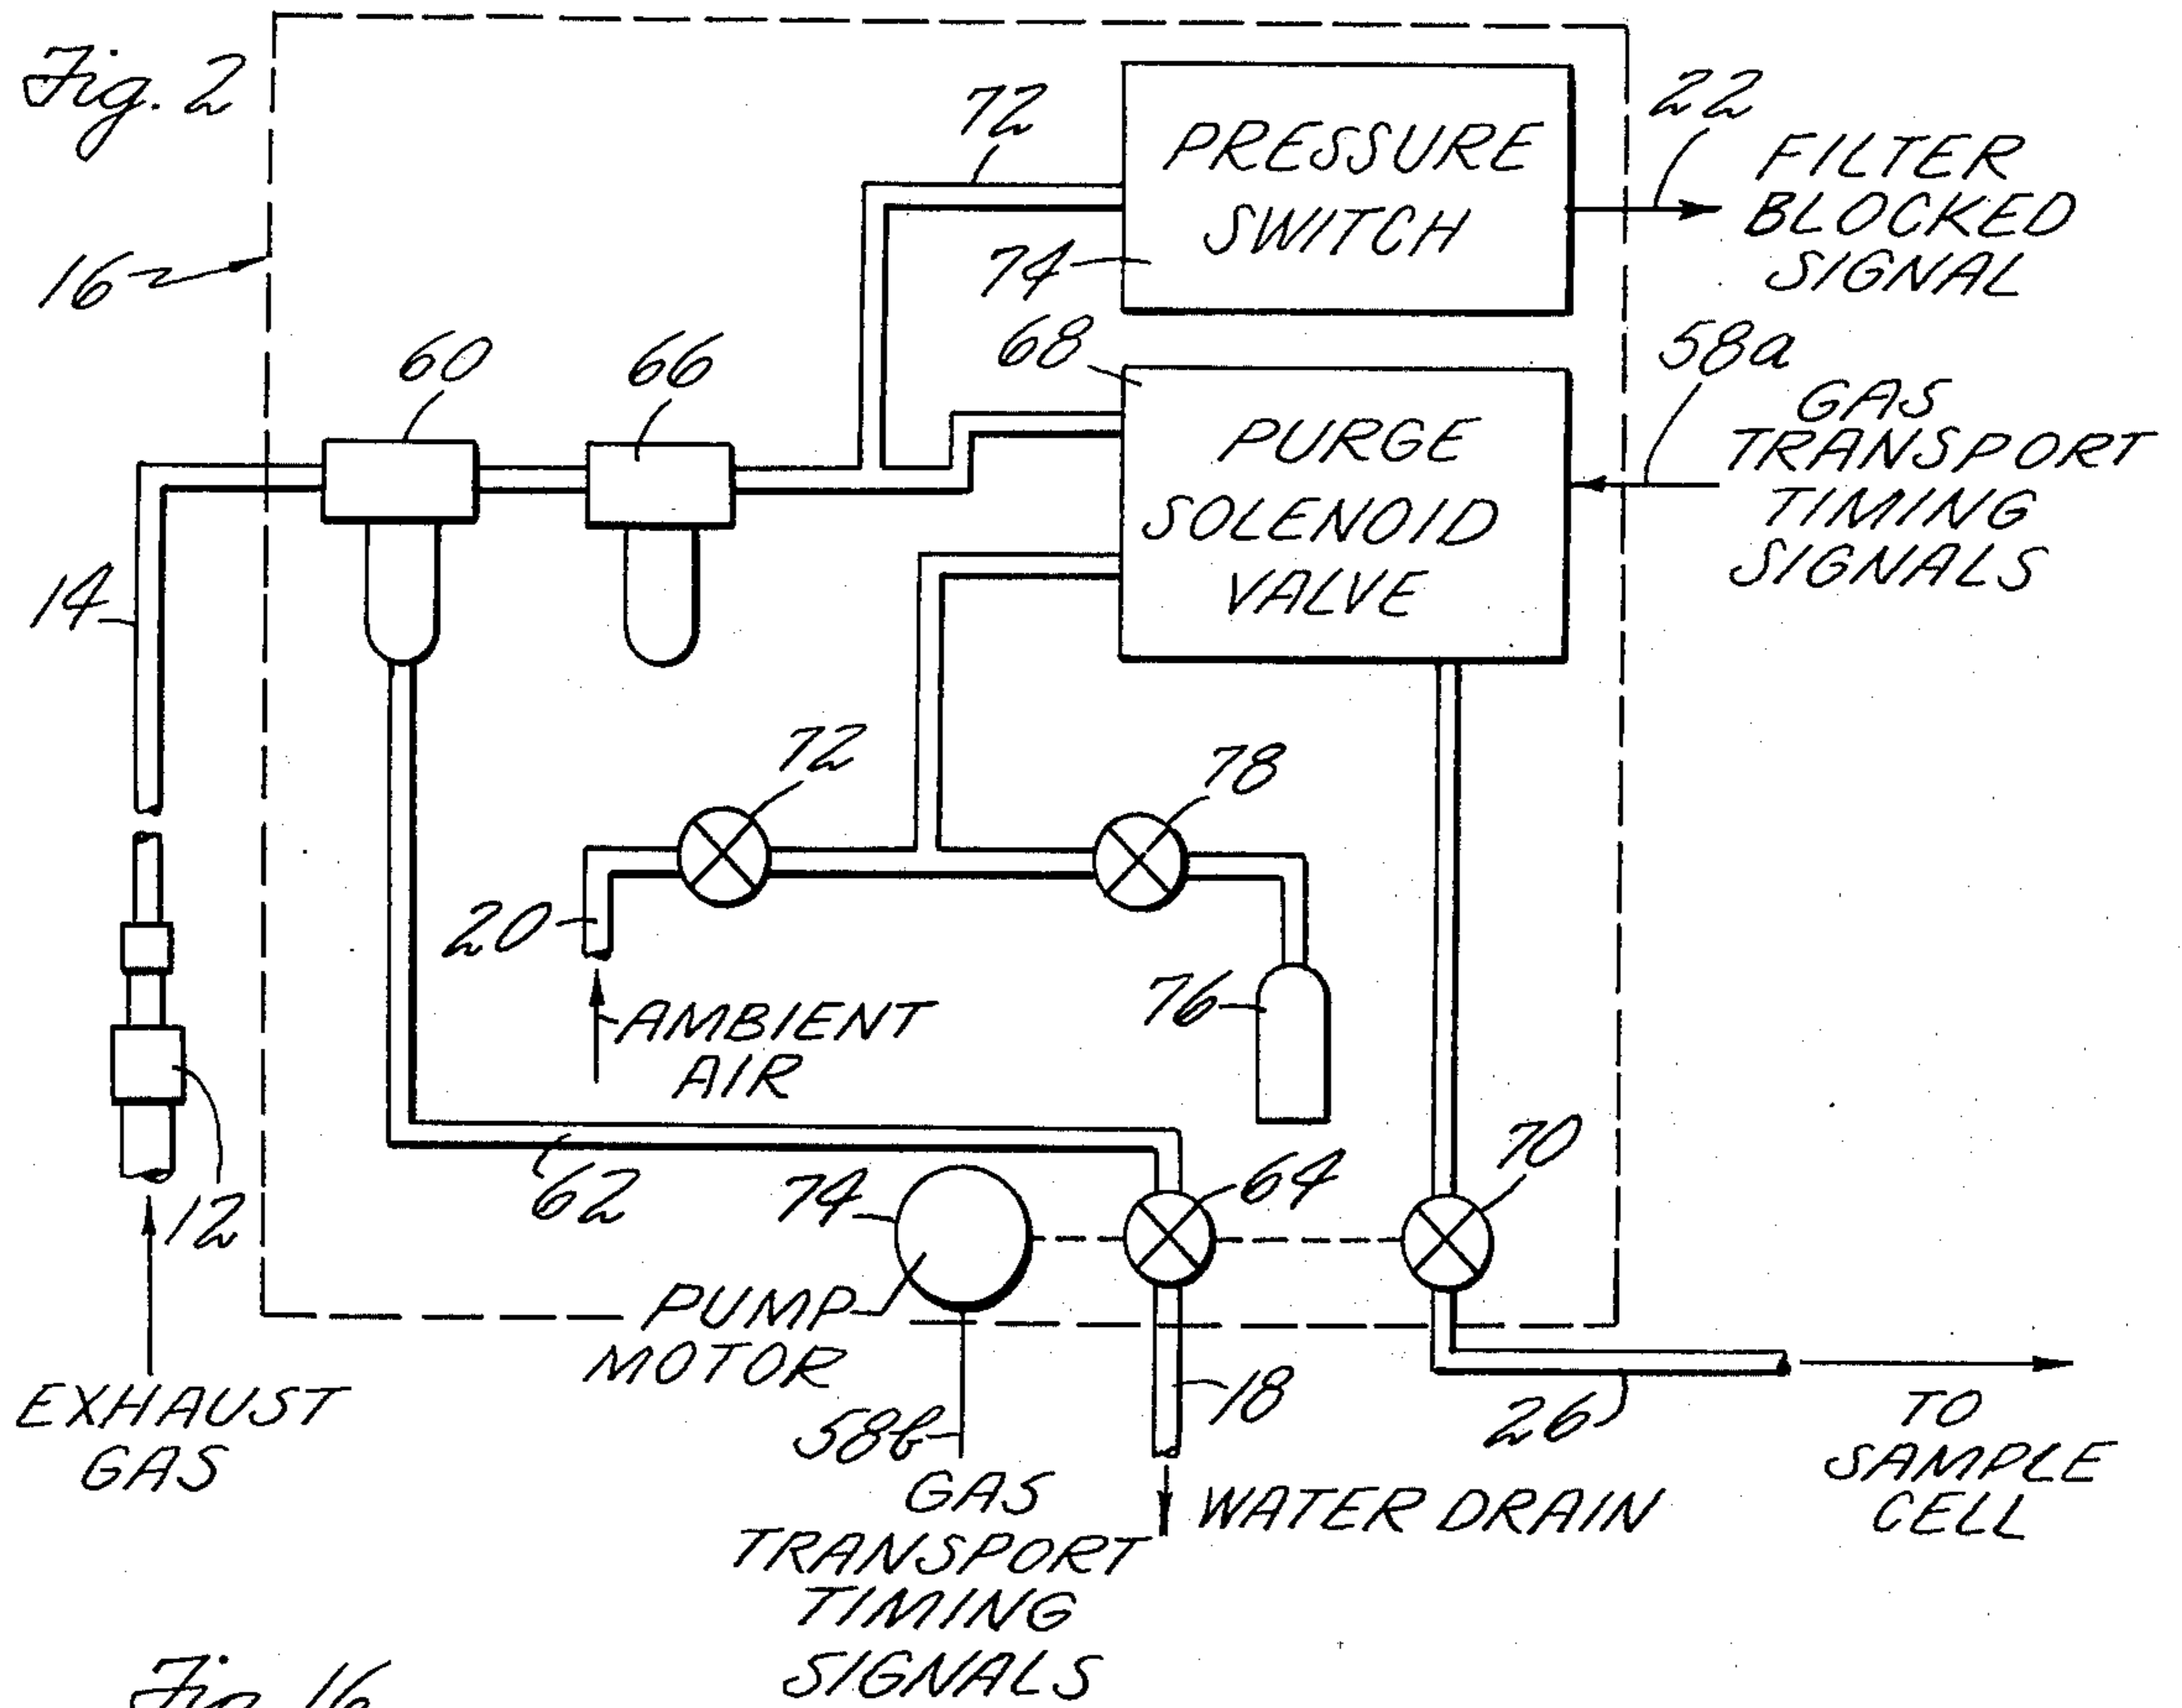 Fig. 2
72
PRESSURE
SWITCH
74
22
FILTER
BLOCKED
SIGNAL
16
60
66
68
58a
GAS
TRANSPORT
TIMING
SIGNALS
PURGE
SOLENOID
VALVE
14
72
78
20
AMBIENT
AIR
76
12
62
74
64
70
PUMP
MOTOR
EXHAUST
GAS
58b
GAS
TRANSPORT
TIMING
SIGNALS
18
WATER DRAIN
26
TO
SAMPLE
CELL
Fig. 16